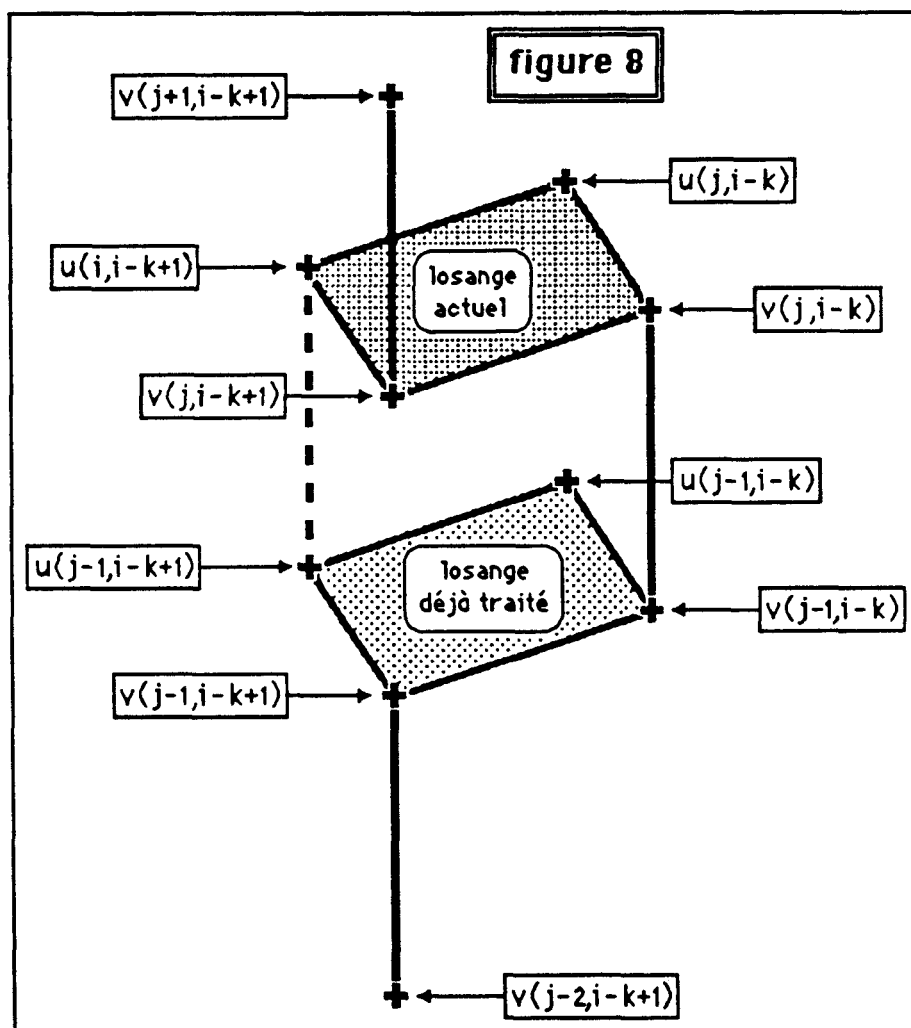 figure 8
v(j+1,i-k+1)
u(j,i-k)
u(i,i-k+1)
losange
actuel
v(j,i-k)
v(j,i-k+1)
u(j-1,i-k)
u(j-1,i-k+1)
losange
déjà traité
v(j-1,i-k)
v(j-1,i-k+1)
v(j-2,i-k+1)